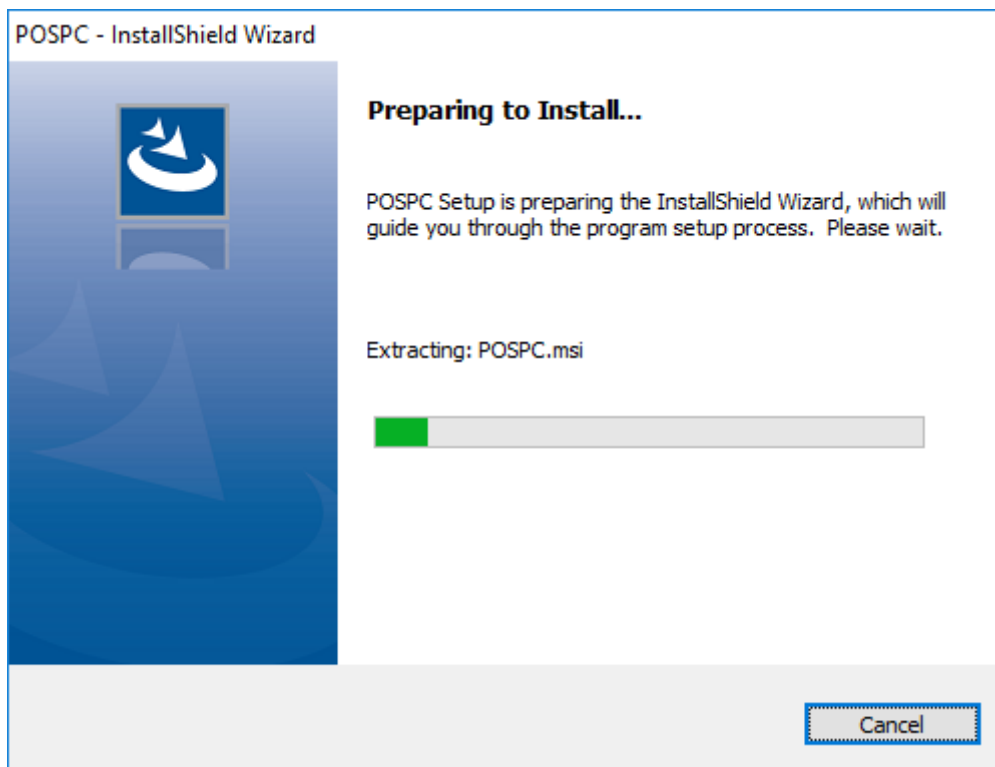 POSPC - InstallShield Wizard
Preparing to Install...
POSPC Setup is preparing the InstallShield Wizard, which will
guide you through the program setup process.  Please wait.
Extracting: POSPC.msi
Cancel